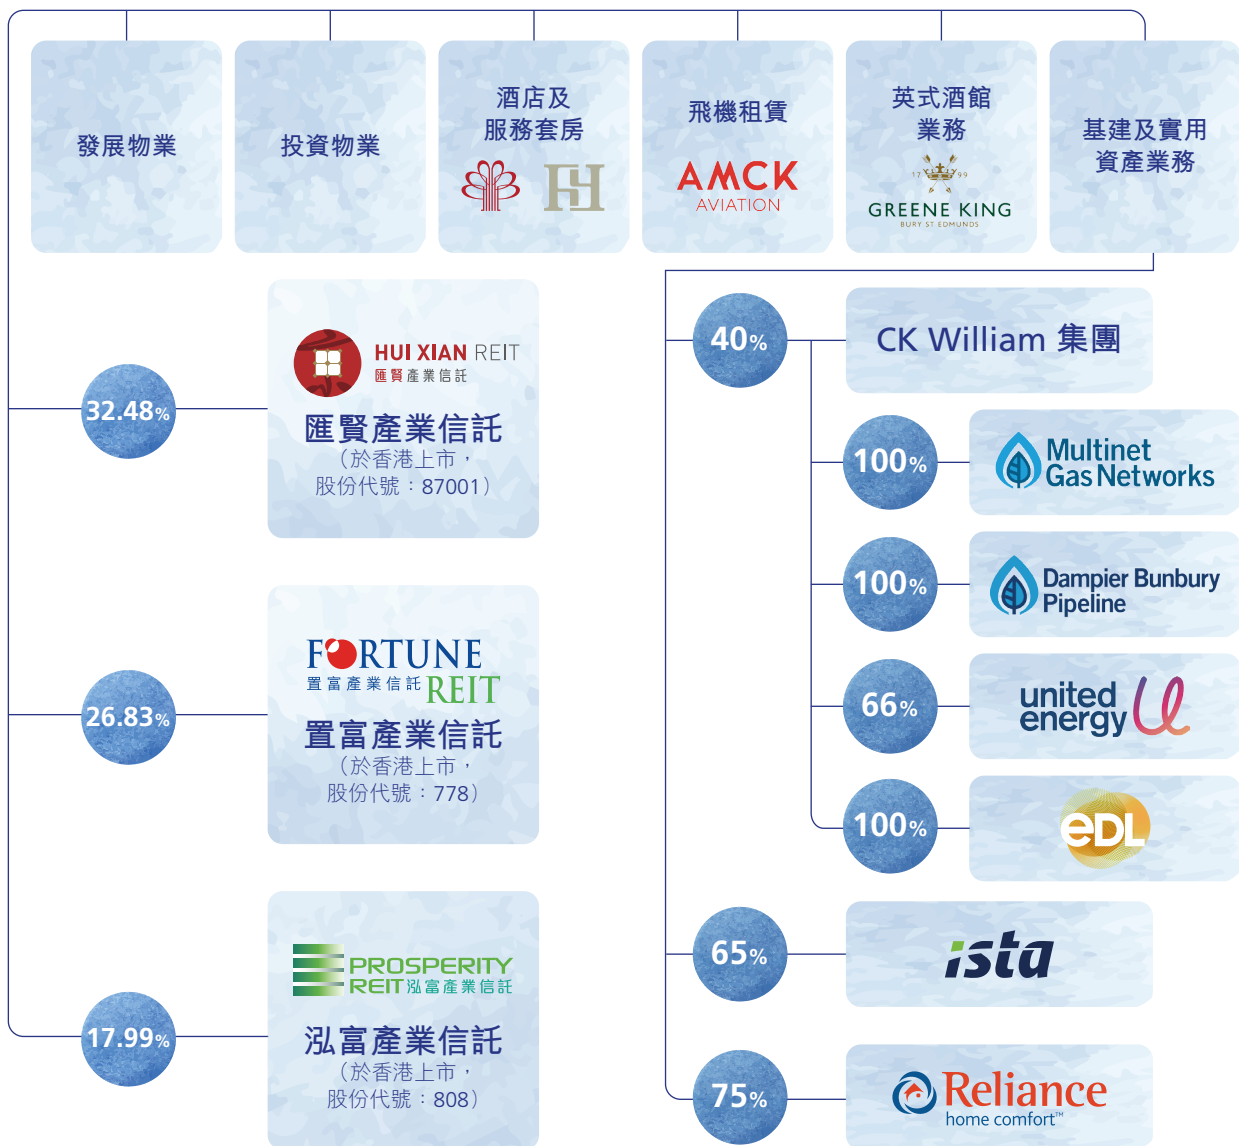 發展物業
投資物業
酒店及
服務套房
飛機租賃
AMCK
AVIATION
英式酒館
業務
17 99
GREENE KING
BURY ST EDMUNDS
基建及實用
資產業務
32.48%
HUI XIAN REIT
匯賢產業信託
匯賢產業信託
（於香港上市，
股份代號：87001）
26.83%
FORTUNE
置富產業信託 REIT
置富產業信託
（於香港上市，
股份代號：778）
17.99%
PROSPERITY
REIT 泓富產業信託
泓富產業信託
（於香港上市，
股份代號：808）
40%
CK William 集團
100%
Multinet
Gas Networks
100%
Dampier Bunbury
Pipeline
66%
united
energy
100%
eDL
65%
ista
75%
Reliance
home comfort™